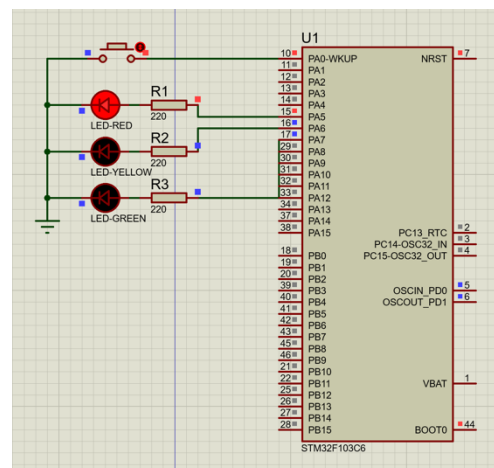 U1
10 PA0-WKUP NRST 7
11 PA1
12 PA2
13 PA3
14 PA4
15 PA5
16 PA6
17 PA7
29 PA8
30 PA9
31 PA10
32 PA11
33 PA12
34 PA13
37 PA14
38 PA15
PC13_RTC 2
PC14-OSC32_IN 3
PC15-OSC32_OUT 4
18 PB0
19 PB1
20 PB2
39 PB3
40 PB4
41 PB5
42 PB6
43 PB7
45 PB8
46 PB9
21 PB10
22 PB11
25 PB12
26 PB13
27 PB14
28 PB15
OSCIN_PD0 5
OSCOUT_PD1 6
VBAT 1
BOOT0 44
STM32F103C6
R1
220
LED-RED
R2
220
LED-YELLOW
R3
220
LED-GREEN